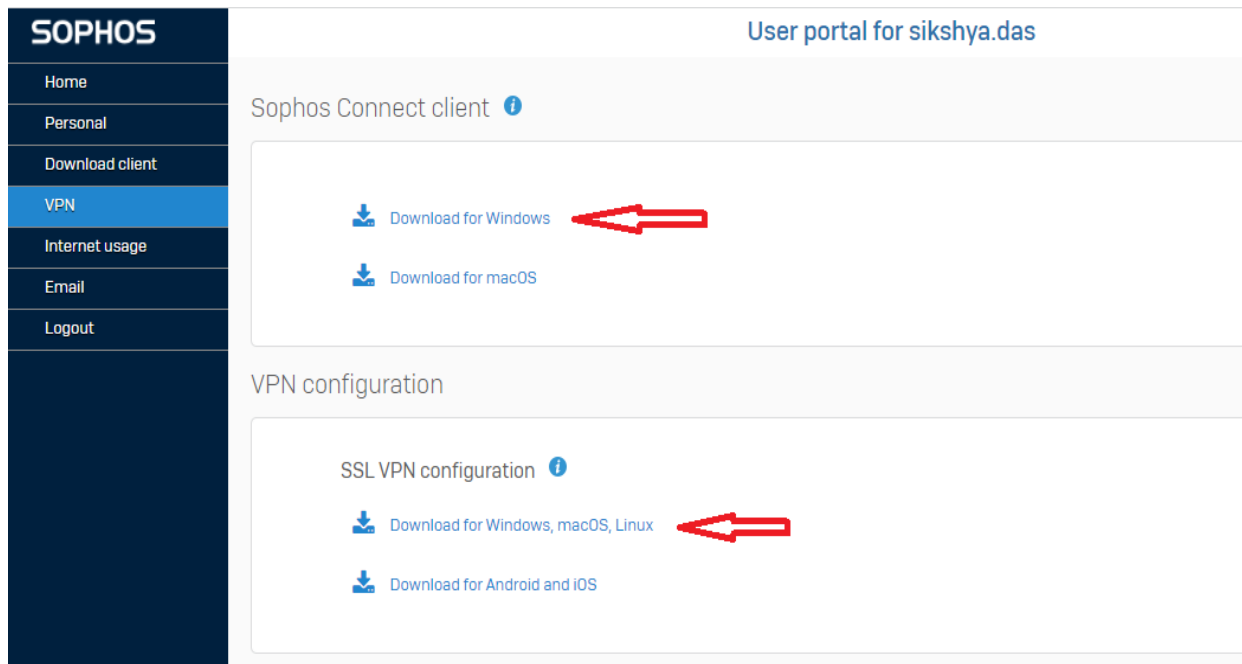 SOPHOS
User portal for sikshya.das
Home
Personal
Download client
VPN
Internet usage
Email
Logout
Sophos Connect client
Download for Windows
Download for macOS
VPN configuration
SSL VPN configuration
Download for Windows, macOS, Linux
Download for Android and iOS